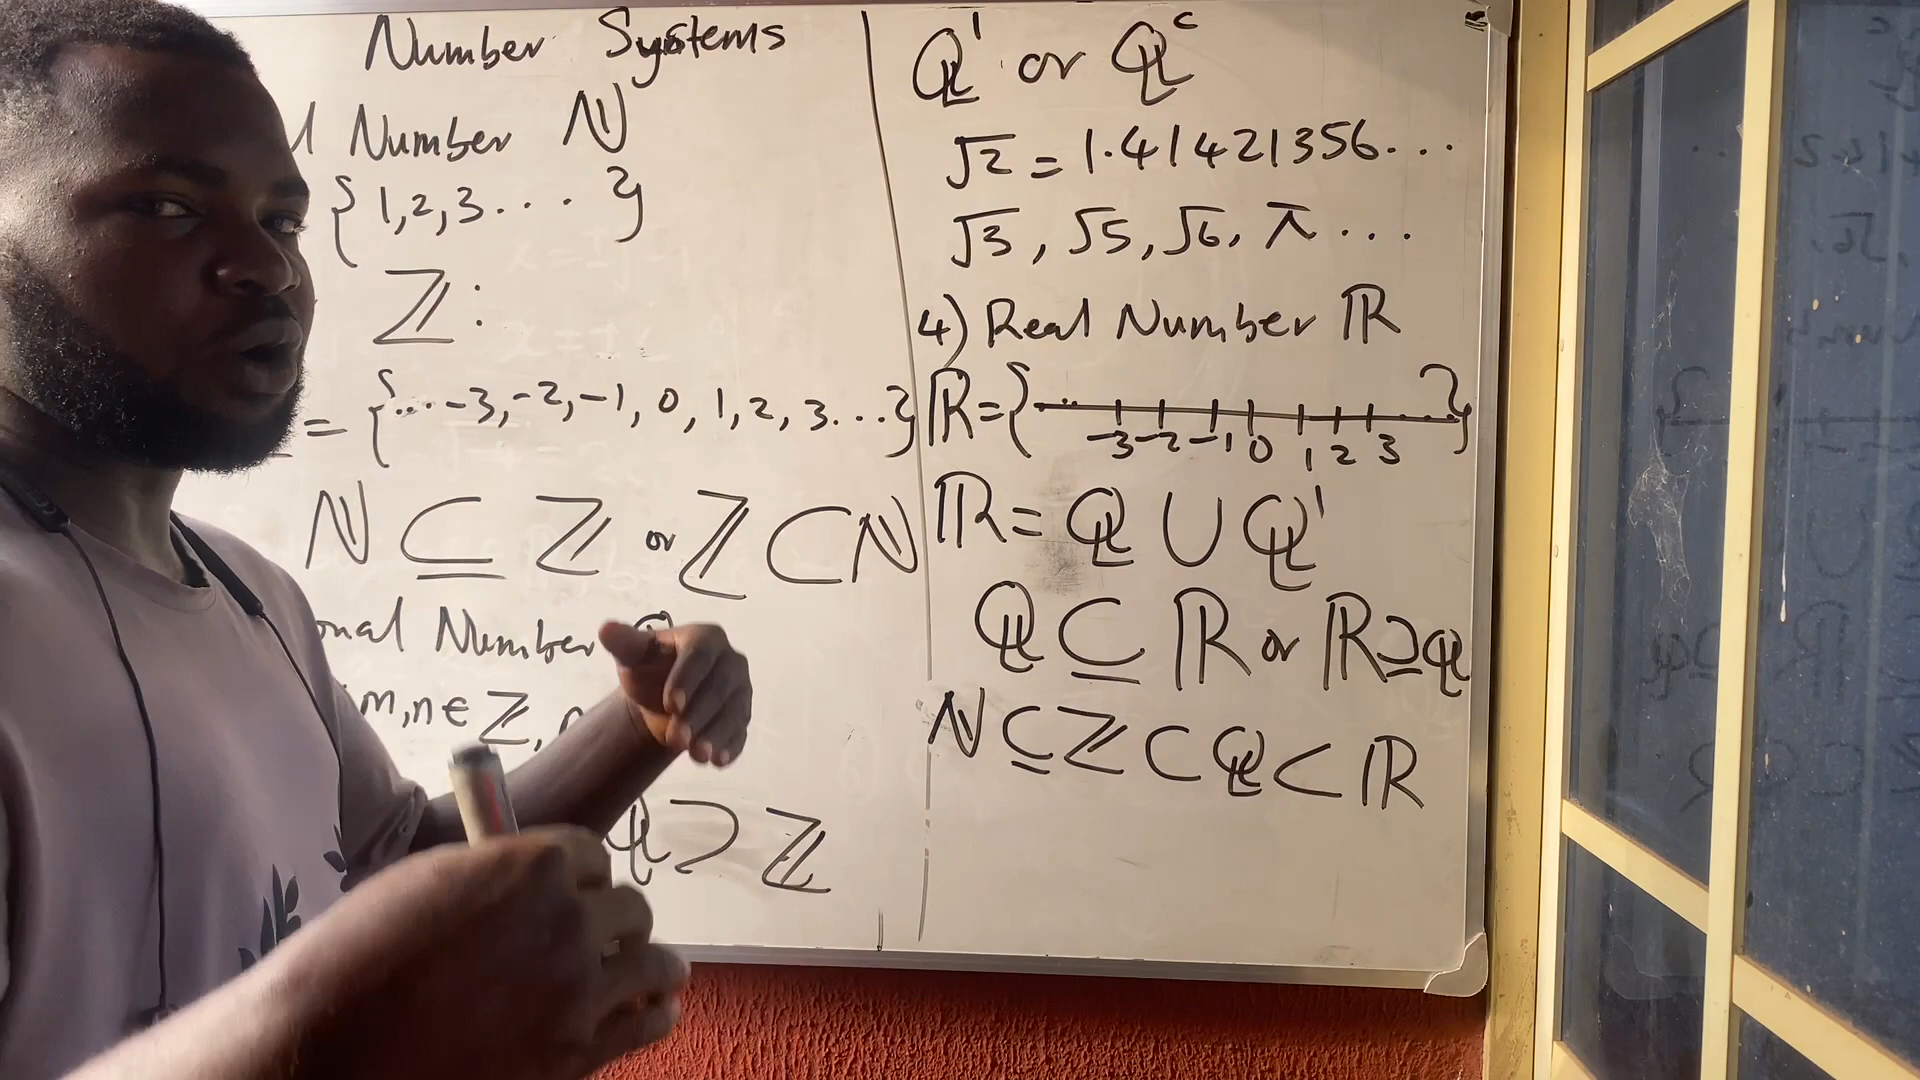 Number Systems
Number ℕ
{1,2,3...}
ℤ:
= {...-3,-2,-1,0,1,2,3...}
ℕ ⊆ ℤ or ℤ ⊂ ℕ
onal Number
m,n∈ℤ,
ℚ ⊃ ℤ
ℚ' or ℚᶜ
√2 = 1.41421356...
√3, √5, √6, π...
4) Real Number ℝ
ℝ={ -3 -2 -1 0 1 2 3 }
ℝ = ℚ ∪ ℚ'
ℚ ⊆ ℝ or ℝ ⊇ ℚ
ℕ ⊆ ℤ ⊂ ℚ ⊂ ℝ